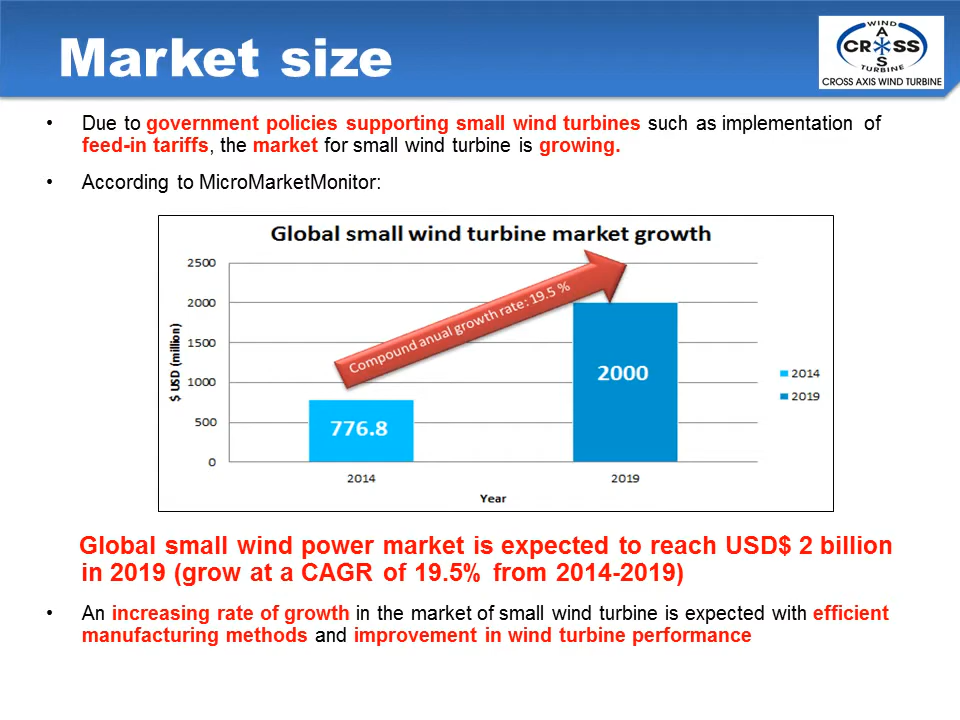 Market size
WIND
A
CROSS
S
TURBINE
CROSS AXIS WIND TURBINE
• Due to government policies supporting small wind turbines such as implementation of
feed-in tariffs, the market for small wind turbine is growing.
• According to MicroMarketMonitor:
Global small wind turbine market growth
2500
2000
1500
1000
500
0
$ USD (million)
Compound anual growth rate: 19.5 %
776.8
2000
2014
2019
Year
2014
2019
Global small wind power market is expected to reach USD$ 2 billion
in 2019 (grow at a CAGR of 19.5% from 2014-2019)
• An increasing rate of growth in the market of small wind turbine is expected with efficient
manufacturing methods and improvement in wind turbine performance